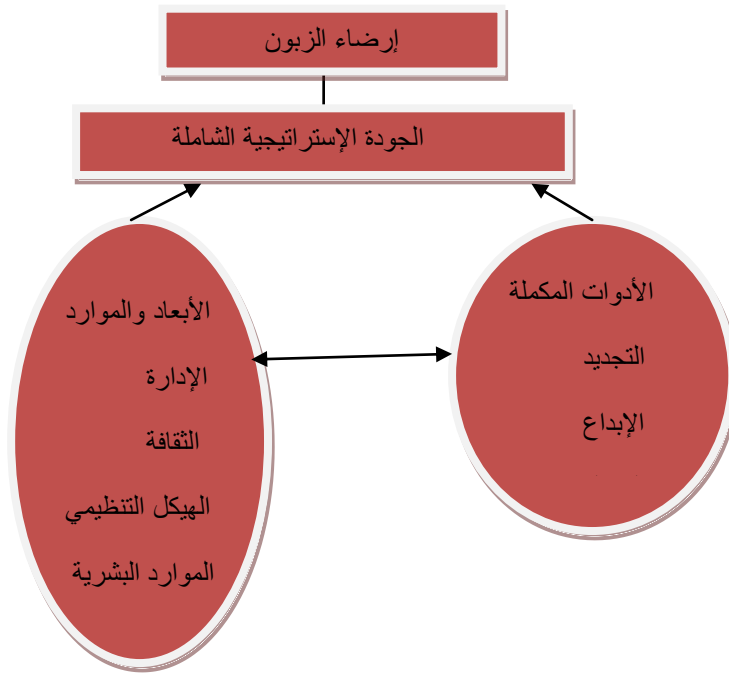 إرضاء الزبون
الجودة الإستراتيجية الشاملة
الأدوات المكملة
التجديد
الإبداع
الأبعاد والموارد
الإدارة
الثقافة
الهيكل التنظيمي
الموارد البشرية